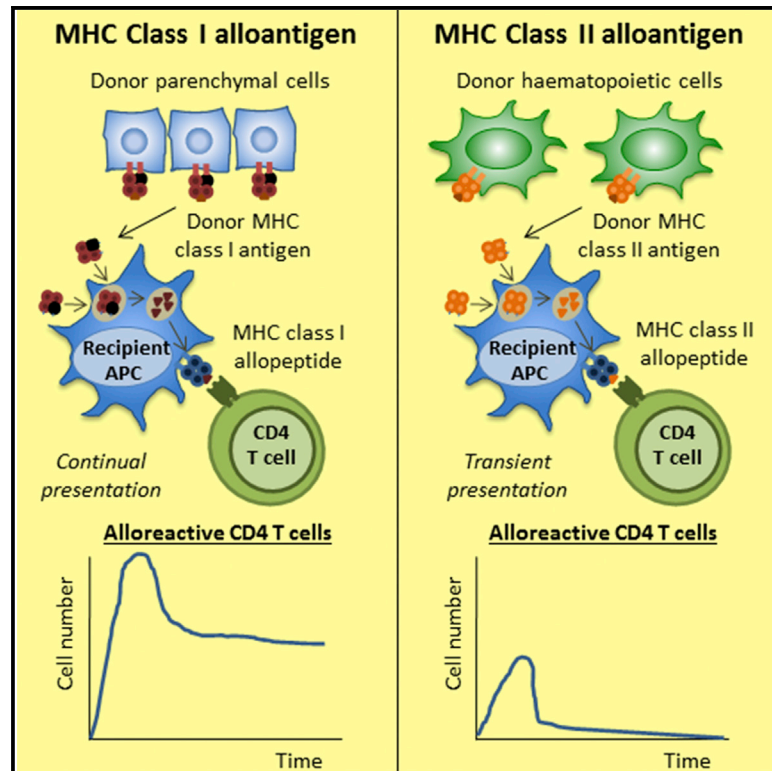 MHC Class I alloantigen
Donor parenchymal cells
Donor MHC
class I antigen
Recipient
APC
MHC class I
allopeptide
CD4
T cell
Continual
presentation
Alloreactive CD4 T cells
Cell number
Time
MHC Class II alloantigen
Donor haematopoietic cells
Donor MHC
class II antigen
Recipient
APC
MHC class II
allopeptide
CD4
T cell
Transient
presentation
Alloreactive CD4 T cells
Cell number
Time